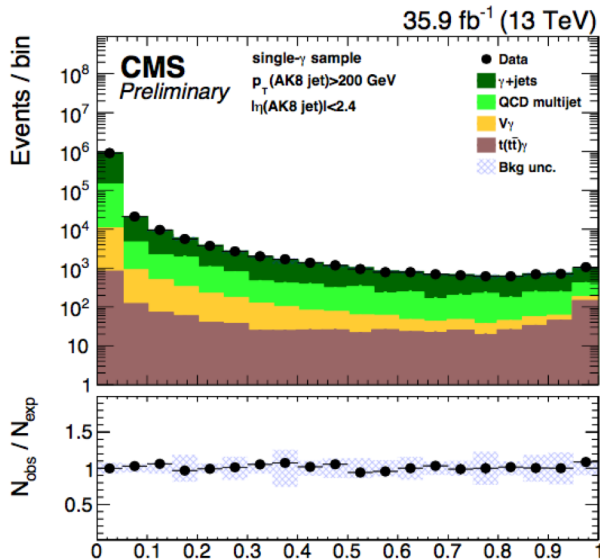 35.9 fb⁻¹ (13 TeV)
CMS
Preliminary
single-γ sample
p_T(AK8 jet)>200 GeV
|η(AK8 jet)|<2.4
Data
γ+jets
QCD multijet
Vγ
t(tt̄)γ
Bkg unc.
Events / bin
10⁸
10⁷
10⁶
10⁵
10⁴
10³
10²
10
1
N_obs / N_exp
1.5
1
0.5
0 0.1 0.2 0.3 0.4 0.5 0.6 0.7 0.8 0.9 1